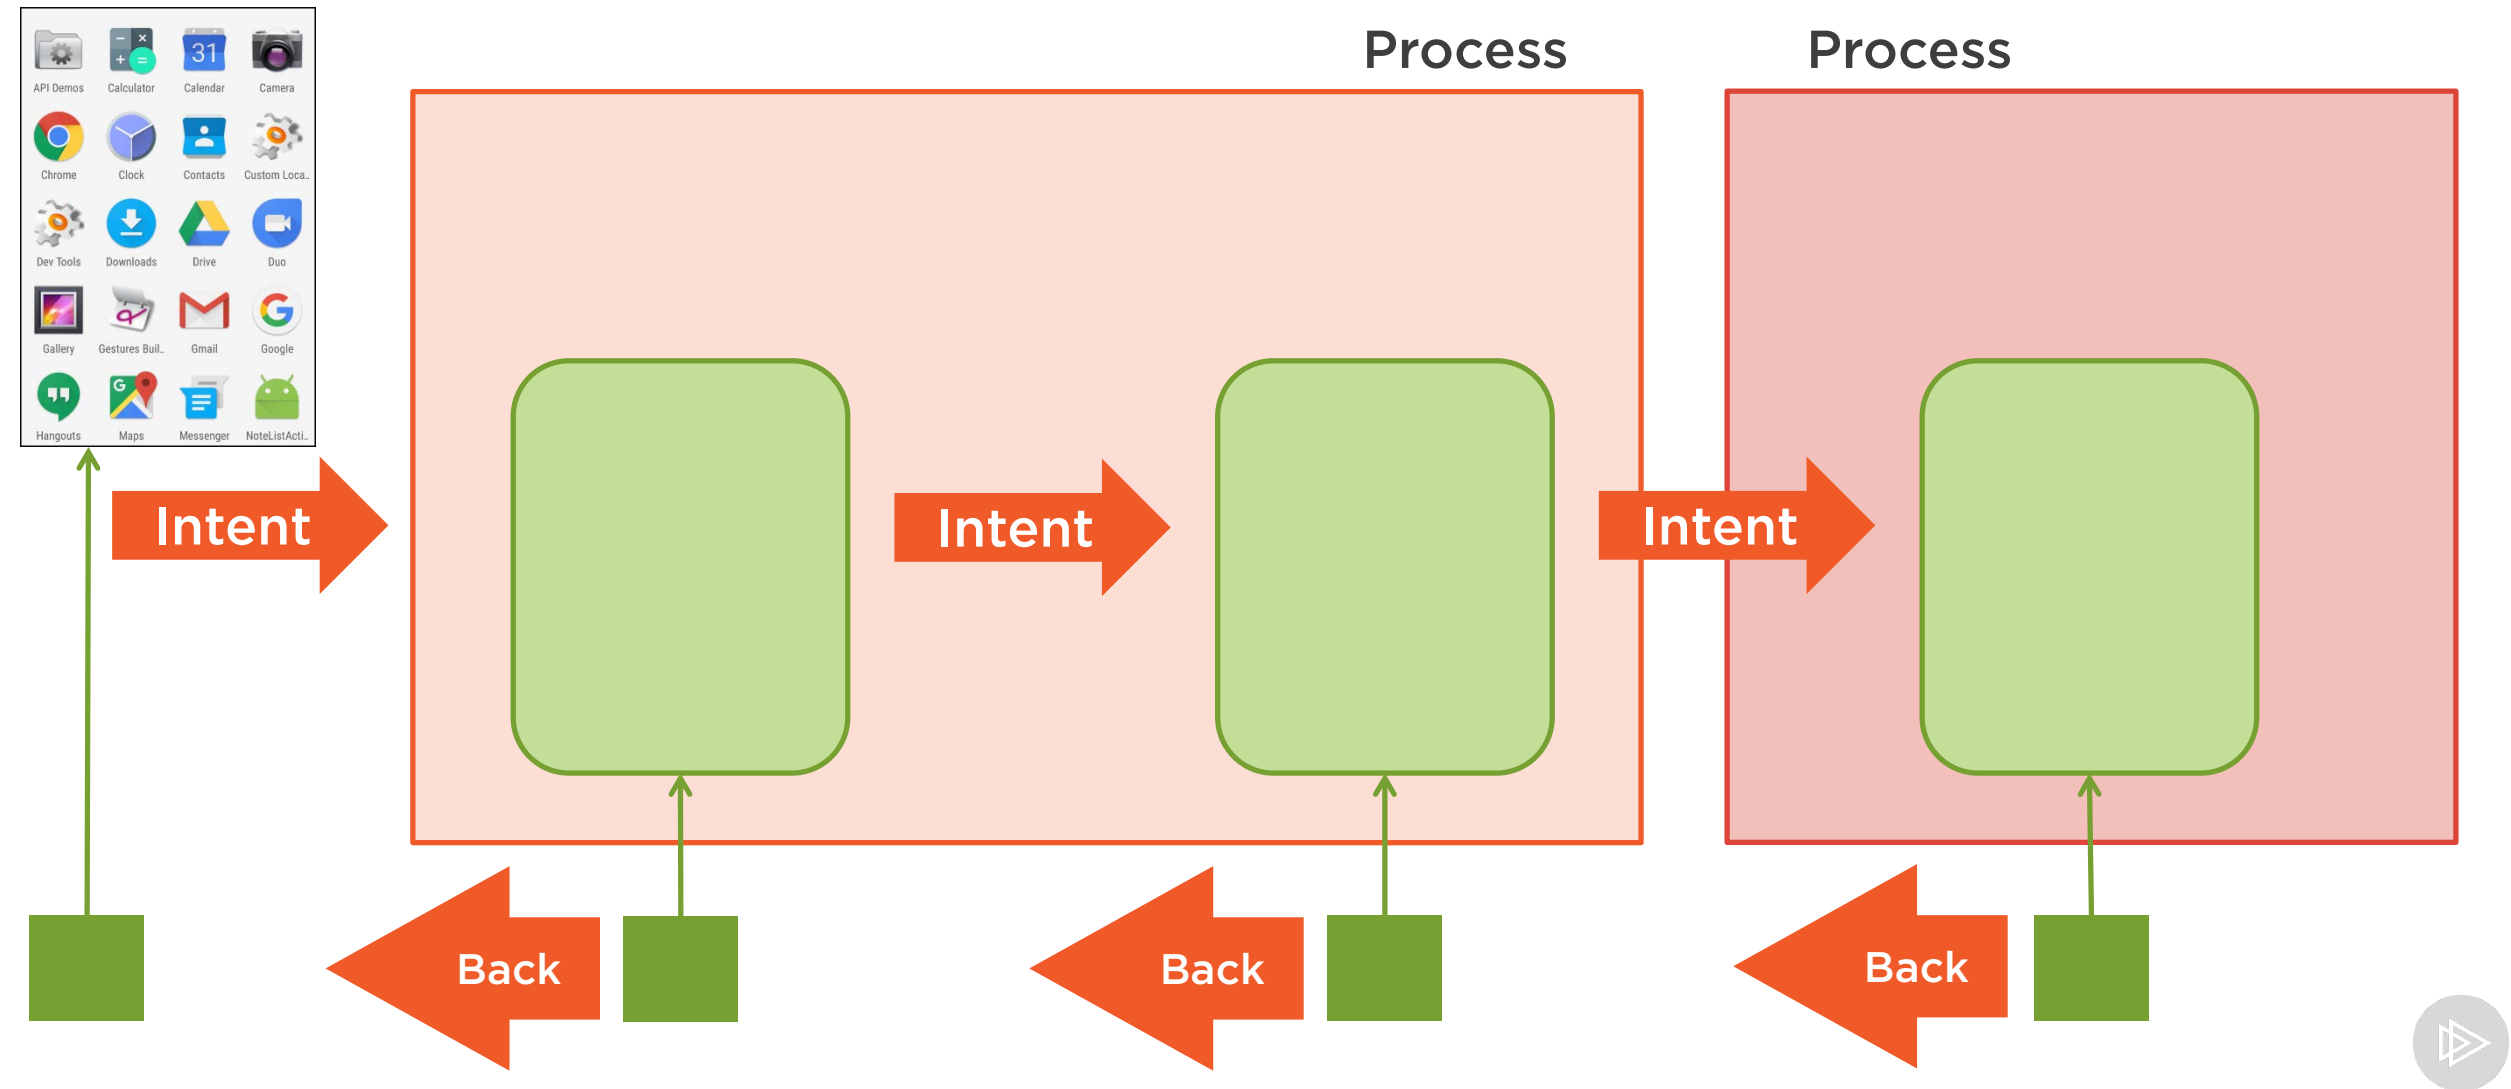 Process Process
31
API Demos Calculator Calendar Camera
Chrome Clock Contacts Custom Loca..
Dev Tools Downloads Drive Duo
G G
Gallery Gestures Buil.. Gmail Google
Hangouts Maps Messenger NoteListActi..
Intent Intent Intent
Back Back Back